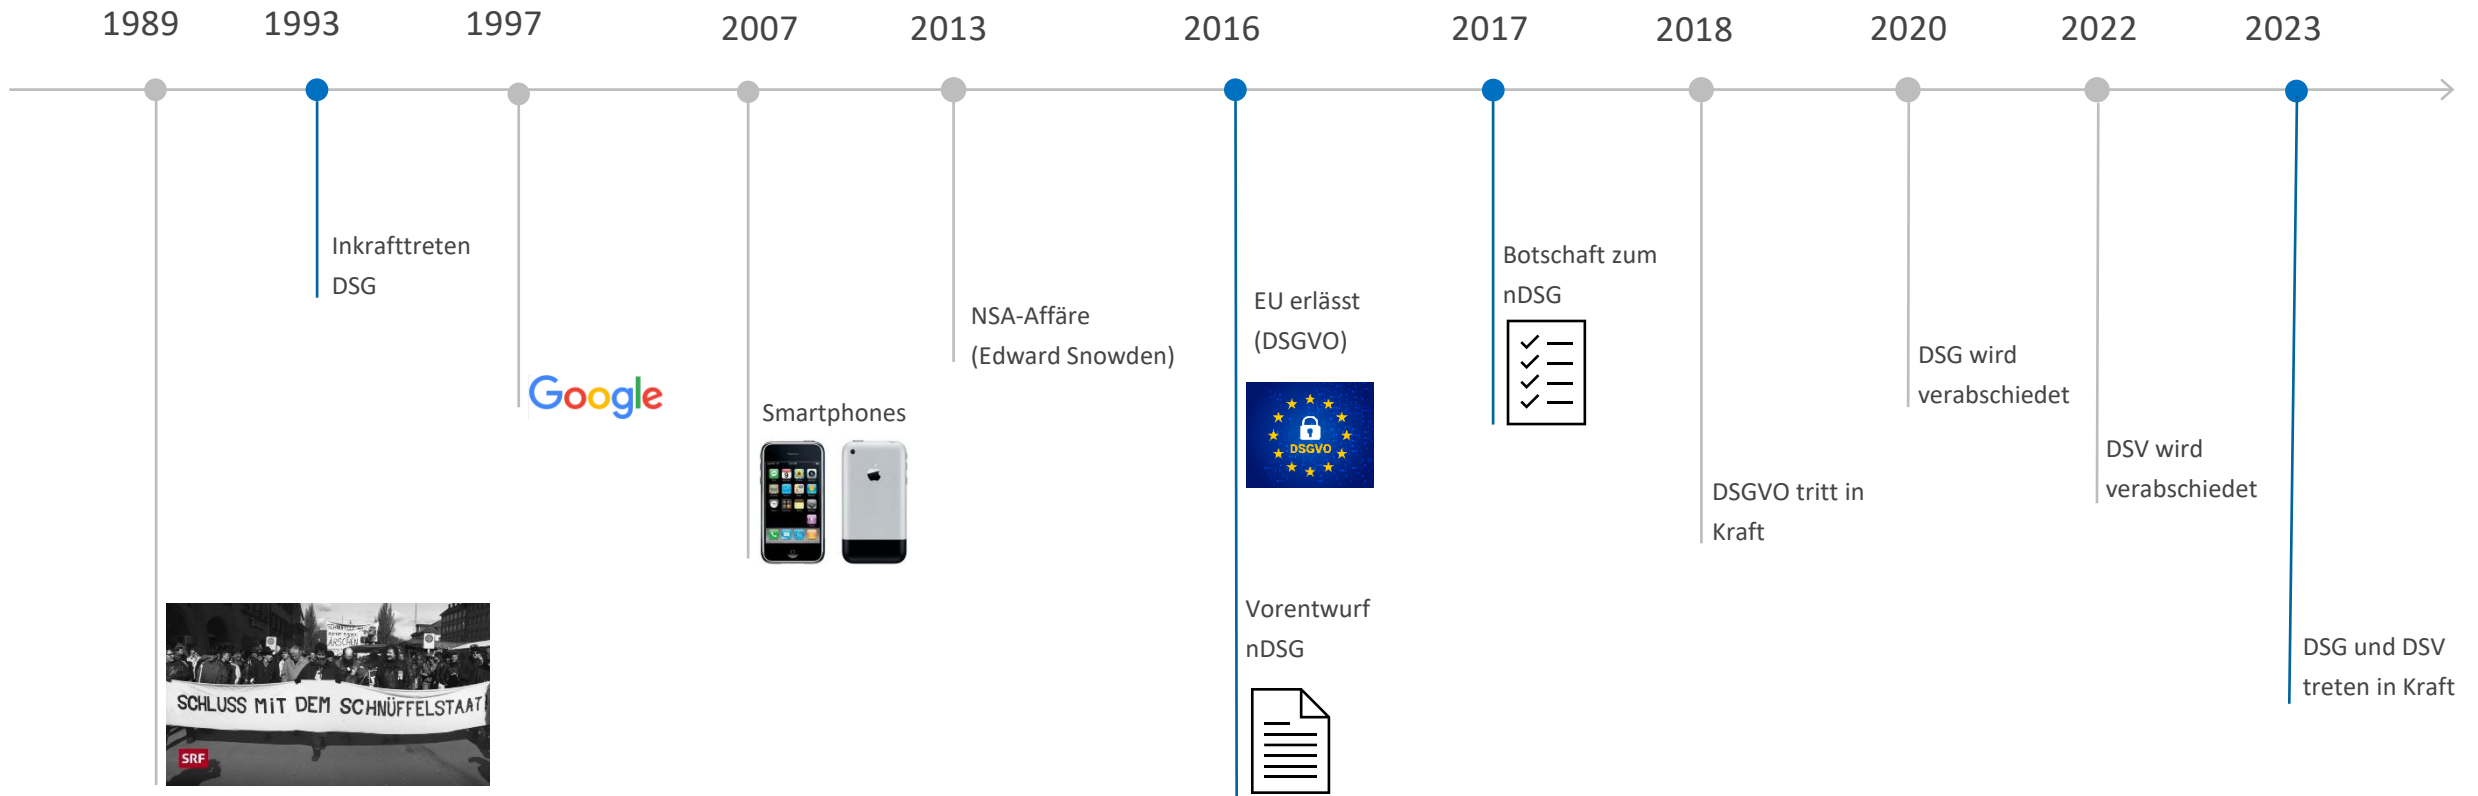 1989
1993
1997
2007
2013
2016
2017
2018
2020
2022
2023
Inkrafttreten
DSG
Google
Smartphones
NSA-Affäre
(Edward Snowden)
EU erlässt
(DSGVO)
DSGVO
Vorentwurf
nDSG
Botschaft zum
nDSG
DSGVO tritt in
Kraft
DSG wird
verabschiedet
DSV wird
verabschiedet
DSG und DSV
treten in Kraft
ARSCHEN
SCHLUSS MIT DEM SCHNÜFFELSTAAT
SRF